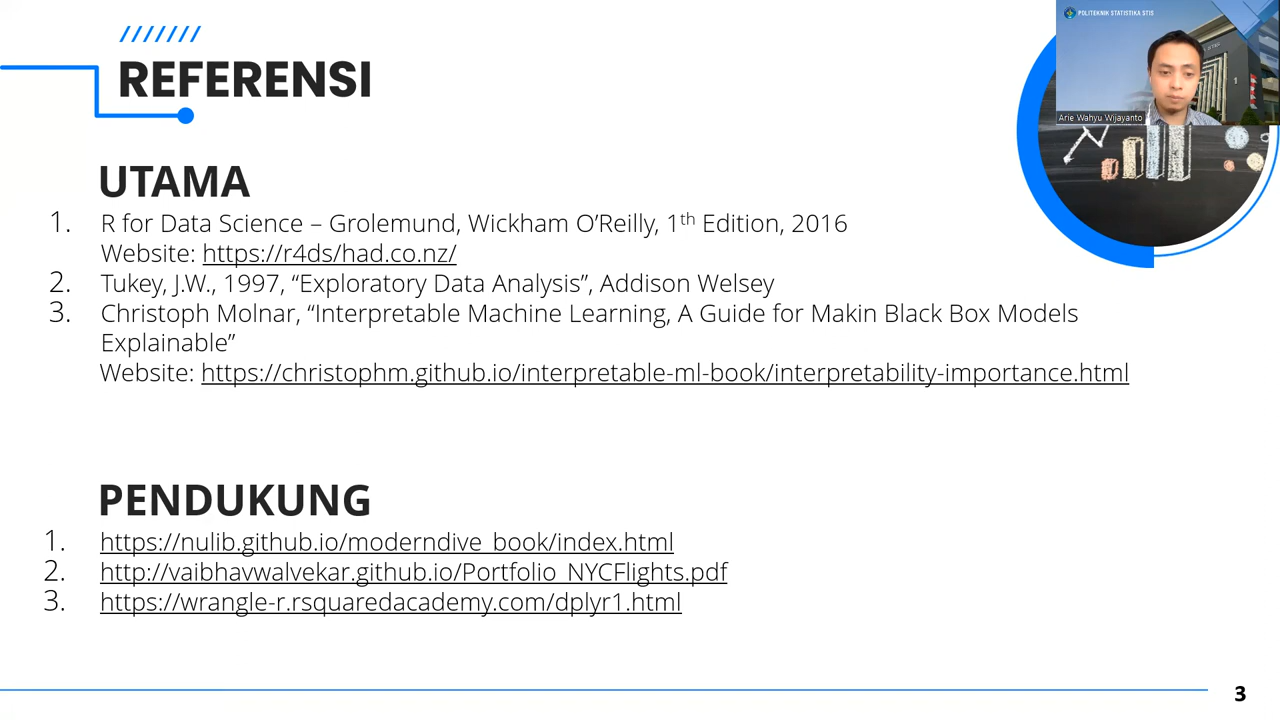 POLITEKNIK STATISTIKA STIS
Arie Wahyu Wijayanto
REFERENSI
UTAMA
1. R for Data Science – Grolemund, Wickham O’Reilly, 1th Edition, 2016
Website: https://r4ds/had.co.nz/
2. Tukey, J.W., 1997, “Exploratory Data Analysis”, Addison Welsey
3. Christoph Molnar, “Interpretable Machine Learning, A Guide for Makin Black Box Models
Explainable”
Website: https://christophm.github.io/interpretable-ml-book/interpretability-importance.html
PENDUKUNG
1. https://nulib.github.io/moderndive_book/index.html
2. http://vaibhavwalvekar.github.io/Portfolio_NYCFlights.pdf
3. https://wrangle-r.rsquaredacademy.com/dplyr1.html
3